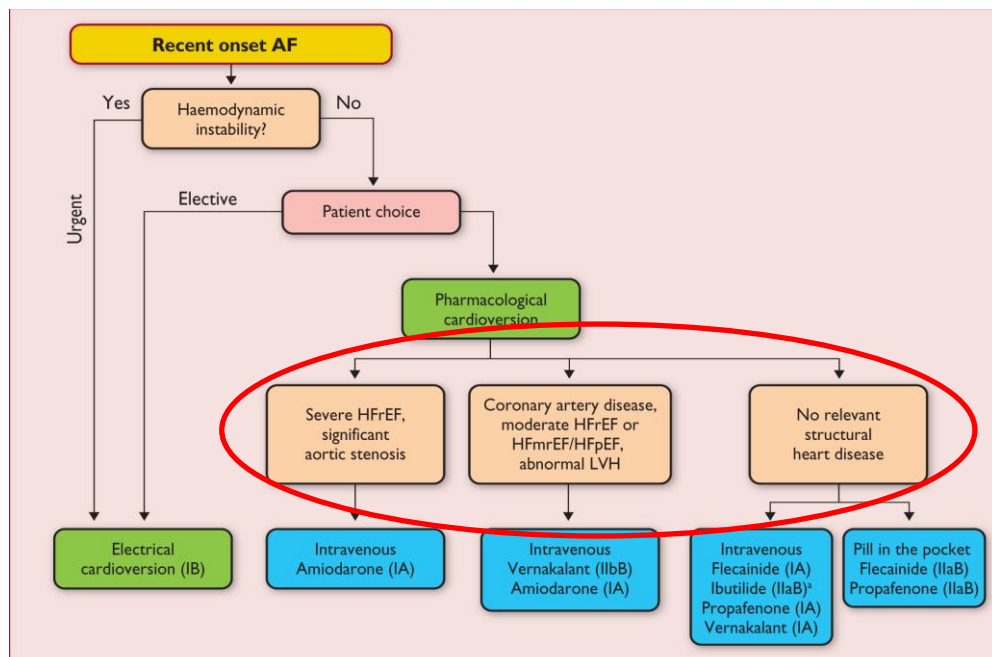 Recent onset AF
Yes
Haemodynamic
instability?
No
Urgent
Elective
Patient choice
Pharmacological
cardioversion
Severe HFrEF,
significant
aortic stenosis
Coronary artery disease,
moderate HFrEF or
HFmrEF/HFpEF,
abnormal LVH
No relevant
structural
heart disease
Electrical
cardioversion (IB)
Intravenous
Amiodarone (IA)
Intravenous
Vernakalant (IIbB)
Amiodarone (IA)
Intravenous
Flecainide (IA)
Ibutilide (IIaB)ª
Propafenone (IA)
Vernakalant (IA)
Pill in the pocket
Flecainide (IIaB)
Propafenone (IIaB)